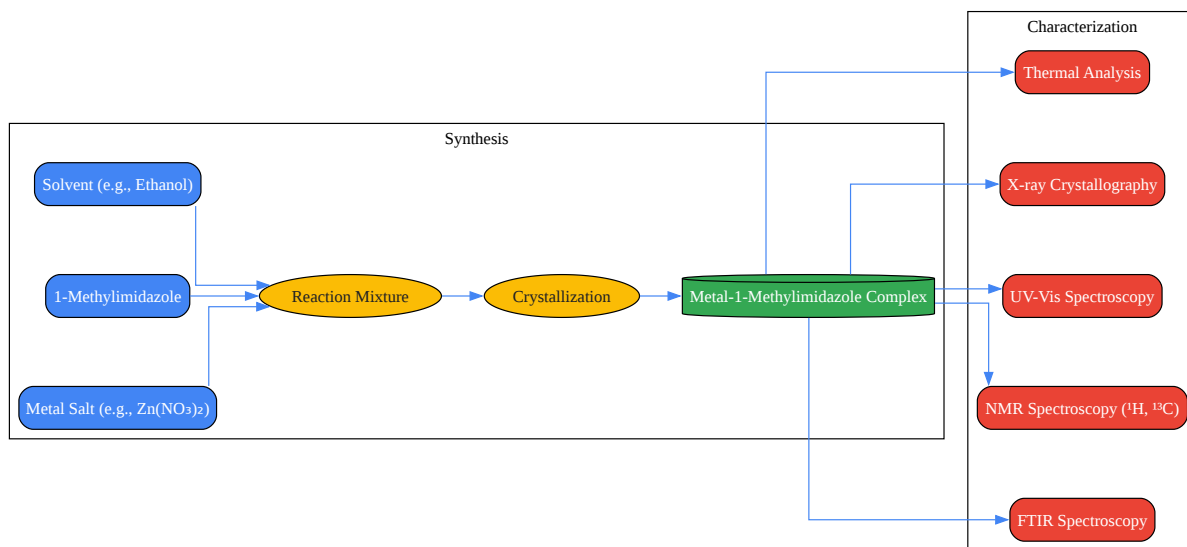 Characterization
Thermal Analysis
Synthesis
Solvent (e.g., Ethanol)
X-ray Crystallography
1-Methylimidazole
Reaction Mixture
Crystallization
Metal-1-Methylimidazole Complex
UV-Vis Spectroscopy
Metal Salt (e.g., Zn(NO₃)₂)
NMR Spectroscopy (¹H, ¹³C)
FTIR Spectroscopy